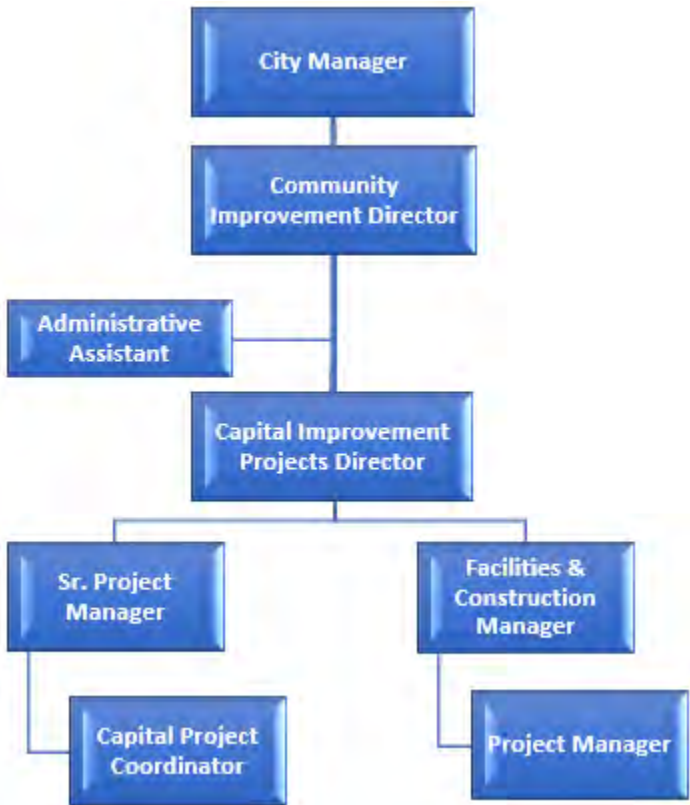 City Manager
Community
Improvement Director
Administrative
Assistant
Capital Improvement
Projects Director
Sr. Project
Manager
Facilities &
Construction
Manager
Capital Project
Coordinator
Project Manager